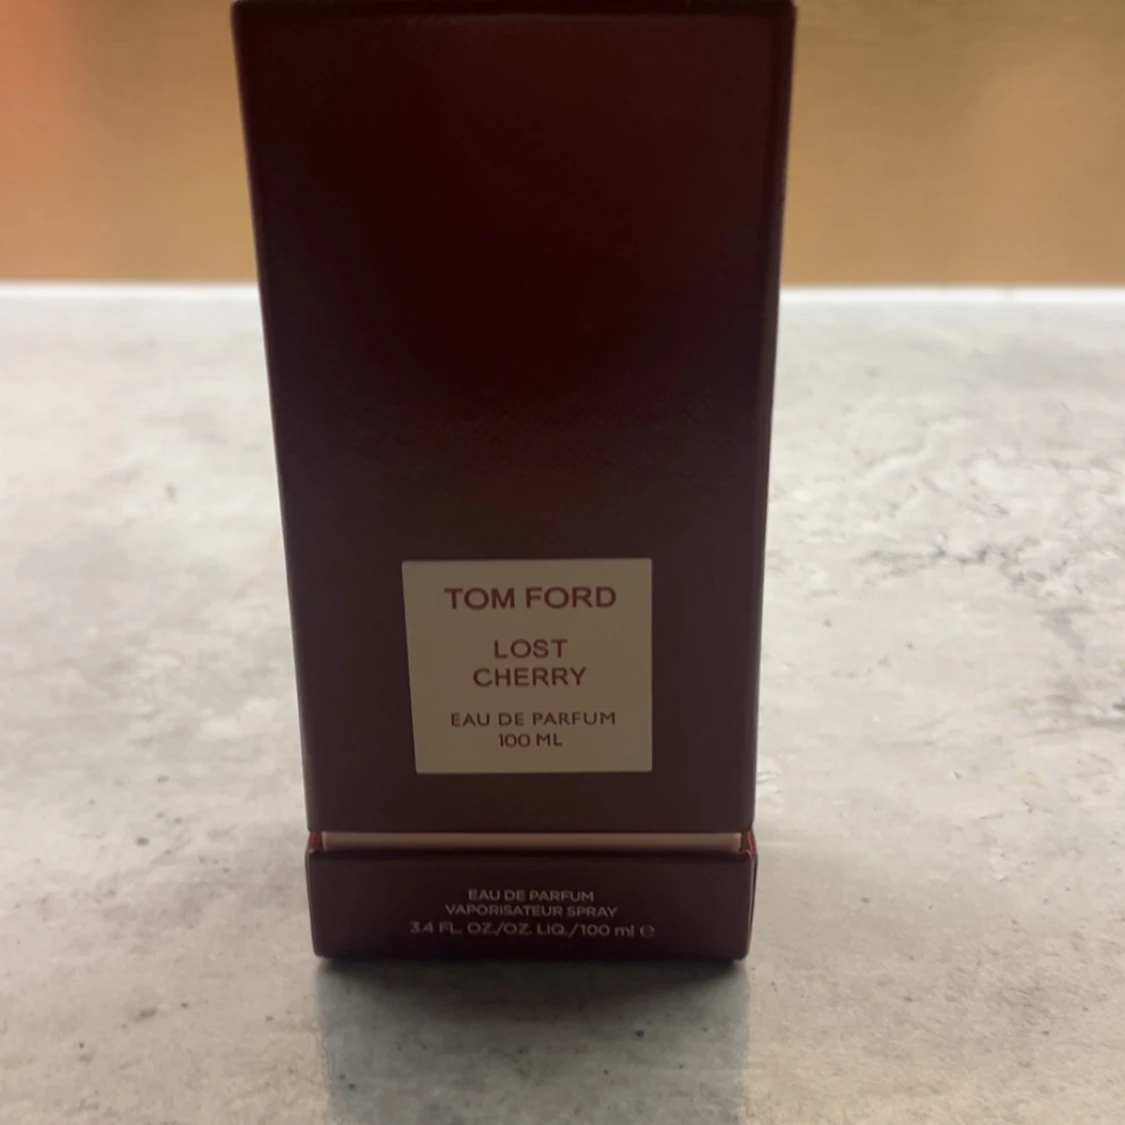 TOM FORD
LOST
CHERRY
EAU DE PARFUM
100 ML
EAU DE PARFUM
VAPORISATEUR SPRAY
3.4 FL. OZ./OZ. LIQ./100 ml ℮